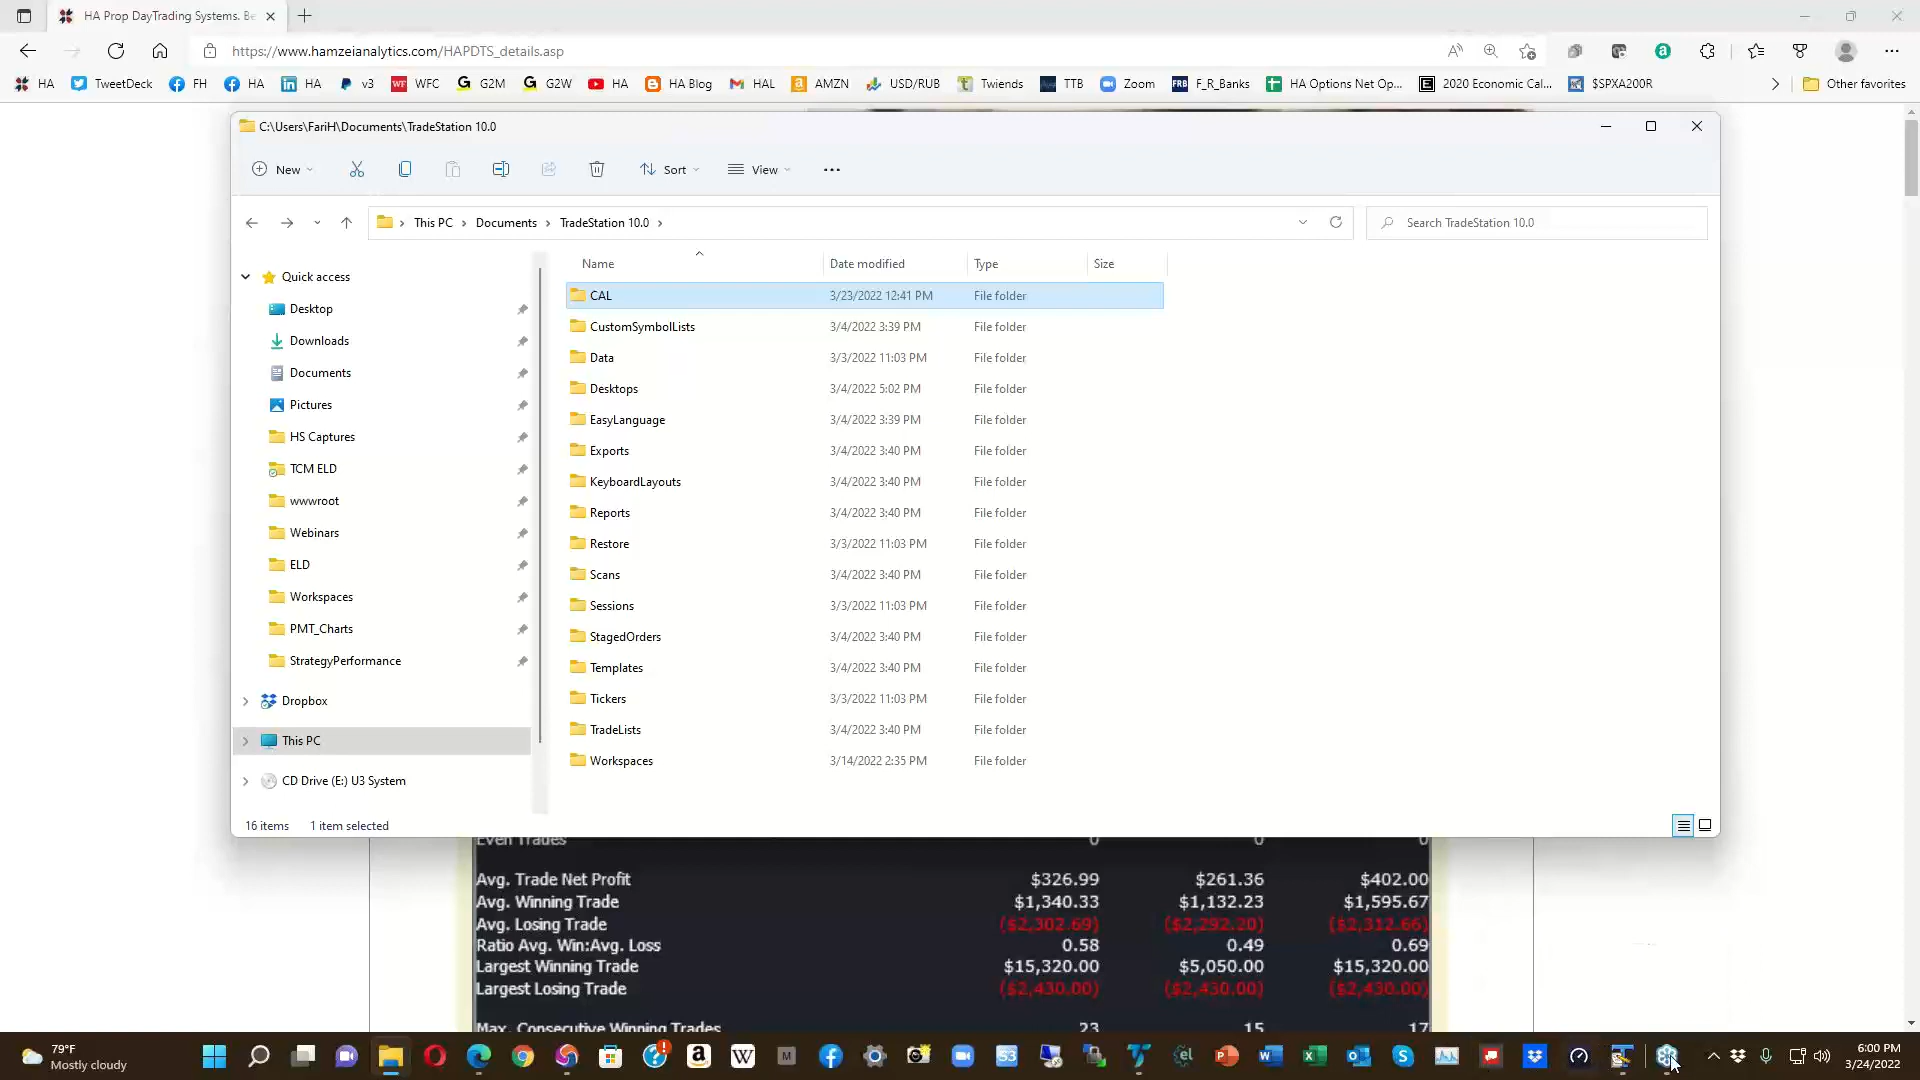 HA Prop DayTrading Systems. Be
https://www.hamzeianalytics.com/HAPDTS_details.asp
HA TweetDeck FH HA HA v3 WFC G2M G2W HA HA Blog HAL AMZN USD/RUB Twiends TTB Zoom F_R_Banks HA Options Net Op... 2020 Economic Cal... $SPXA200R Other favorites
C:\Users\FariH\Documents\TradeStation 10.0
New Sort View
This PC > Documents > TradeStation 10.0 >
Search TradeStation 10.0
Quick access
Desktop
Downloads
Documents
Pictures
HS Captures
TCM ELD
wwwroot
Webinars
ELD
Workspaces
PMT_Charts
StrategyPerformance
Dropbox
This PC
CD Drive (E:) U3 System
Name Date modified Type Size
CAL 3/23/2022 12:41 PM File folder
CustomSymbolLists 3/4/2022 3:39 PM File folder
Data 3/3/2022 11:03 PM File folder
Desktops 3/4/2022 5:02 PM File folder
EasyLanguage 3/4/2022 3:39 PM File folder
Exports 3/4/2022 3:40 PM File folder
KeyboardLayouts 3/4/2022 3:40 PM File folder
Reports 3/4/2022 3:40 PM File folder
Restore 3/3/2022 11:03 PM File folder
Scans 3/4/2022 3:40 PM File folder
Sessions 3/3/2022 11:03 PM File folder
StagedOrders 3/4/2022 3:40 PM File folder
Templates 3/4/2022 3:40 PM File folder
Tickers 3/3/2022 11:03 PM File folder
TradeLists 3/4/2022 3:40 PM File folder
Workspaces 3/14/2022 2:35 PM File folder
16 items 1 item selected
Even Trades 0 0 0
Avg. Trade Net Profit $326.99 $261.36 $402.00
Avg. Winning Trade $1,340.33 $1,132.23 $1,595.67
Avg. Losing Trade ($2,302.69) ($2,292.20) ($2,312.66)
Ratio Avg. Win:Avg. Loss 0.58 0.49 0.69
Largest Winning Trade $15,320.00 $5,050.00 $15,320.00
Largest Losing Trade ($2,430.00) ($2,430.00) ($2,430.00)
Max. Consecutive Winning Trades 23 15 17
79°F
Mostly cloudy
6:00 PM
3/24/2022